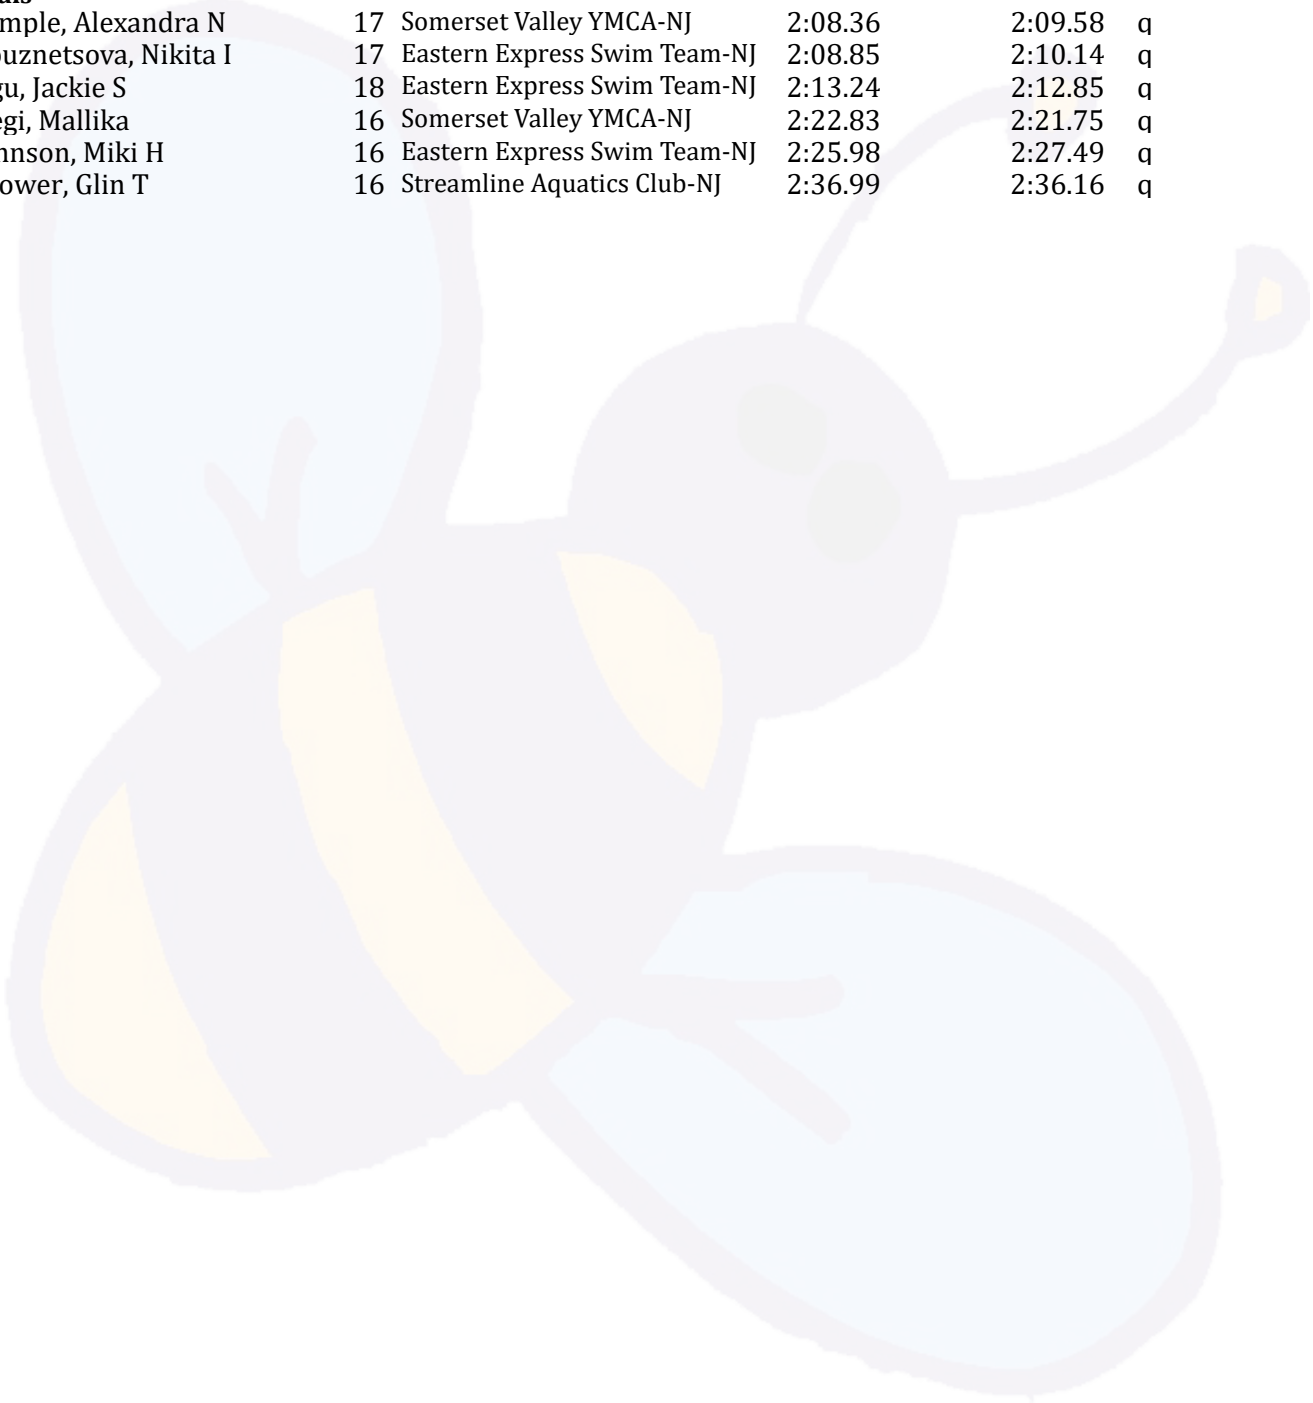 mple, Alexandra N 17 Somerset Valley YMCA-NJ 2:08.36 2:09.58 q
ouznetsova, Nikita I 17 Eastern Express Swim Team-NJ 2:08.85 2:10.14 q
gu, Jackie S 18 Eastern Express Swim Team-NJ 2:13.24 2:12.85 q
egi, Mallika 16 Somerset Valley YMCA-NJ 2:22.83 2:21.75 q
hnson, Miki H 16 Eastern Express Swim Team-NJ 2:25.98 2:27.49 q
ower, Glin T 16 Streamline Aquatics Club-NJ 2:36.99 2:36.16 q